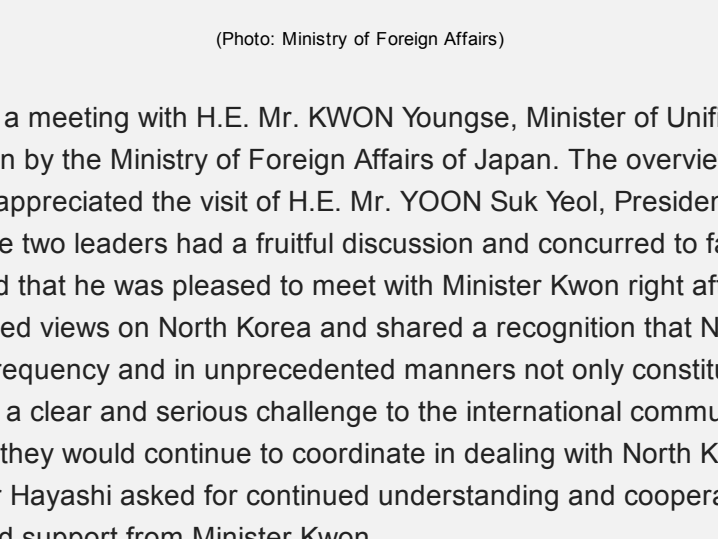 (Photo: Ministry of Foreign Affairs)
a meeting with H.E. Mr. KWON Youngse, Minister of Unifi
n by the Ministry of Foreign Affairs of Japan. The overvie
appreciated the visit of H.E. Mr. YOON Suk Yeol, Presiden
e two leaders had a fruitful discussion and concurred to fa
d that he was pleased to meet with Minister Kwon right aft
ed views on North Korea and shared a recognition that N
requency and in unprecedented manners not only constitu
a clear and serious challenge to the international commu
they would continue to coordinate in dealing with North K
r Hayashi asked for continued understanding and coopera
d support from Minister Kwon